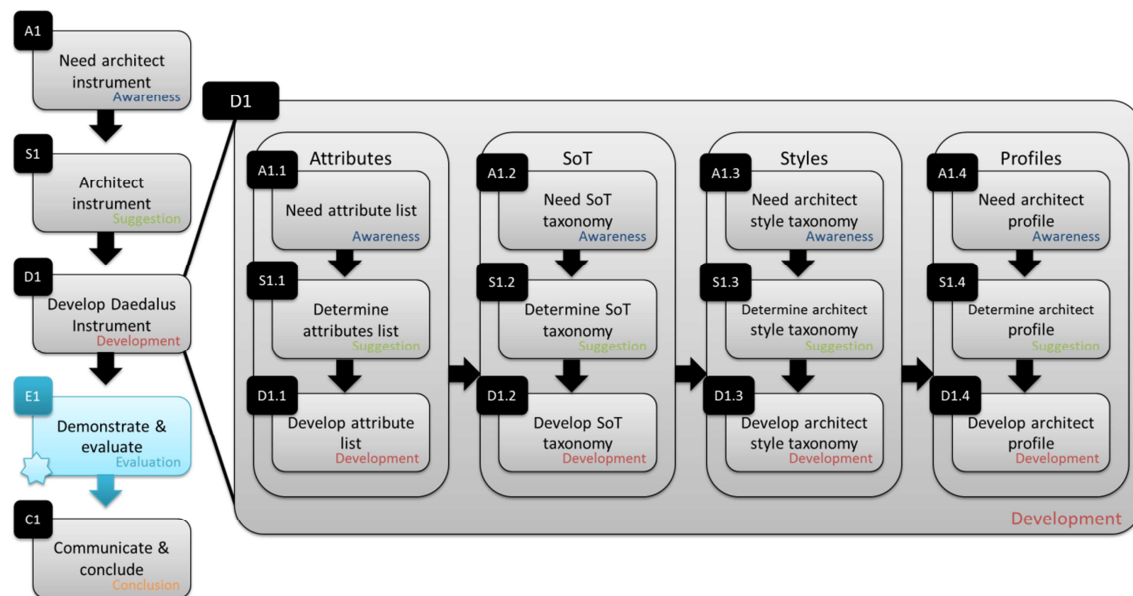 A1
Need architect
instrument
Awareness
S1
Architect
instrument
Suggestion
D1
Develop Daedalus
Instrument
Development
E1
Demonstrate &
evaluate
Evaluation
C1
Communicate &
conclude
Conclusion
D1
Attributes
A1.1
Need attribute list
Awareness
S1.1
Determine
attributes list
Suggestion
D1.1
Develop attribute
list
Development
SoT
A1.2
Need SoT
taxonomy
Awareness
S1.2
Determine SoT
taxonomy
Suggestion
D1.2
Develop SoT
taxonomy
Development
Styles
A1.3
Need architect
style taxonomy
Awareness
S1.3
Determine architect
style taxonomy
Suggestion
D1.3
Develop architect
style taxonomy
Development
Profiles
A1.4
Need architect
profile
Awareness
S1.4
Determine architect
profile
Suggestion
D1.4
Develop architect
profile
Development
Development